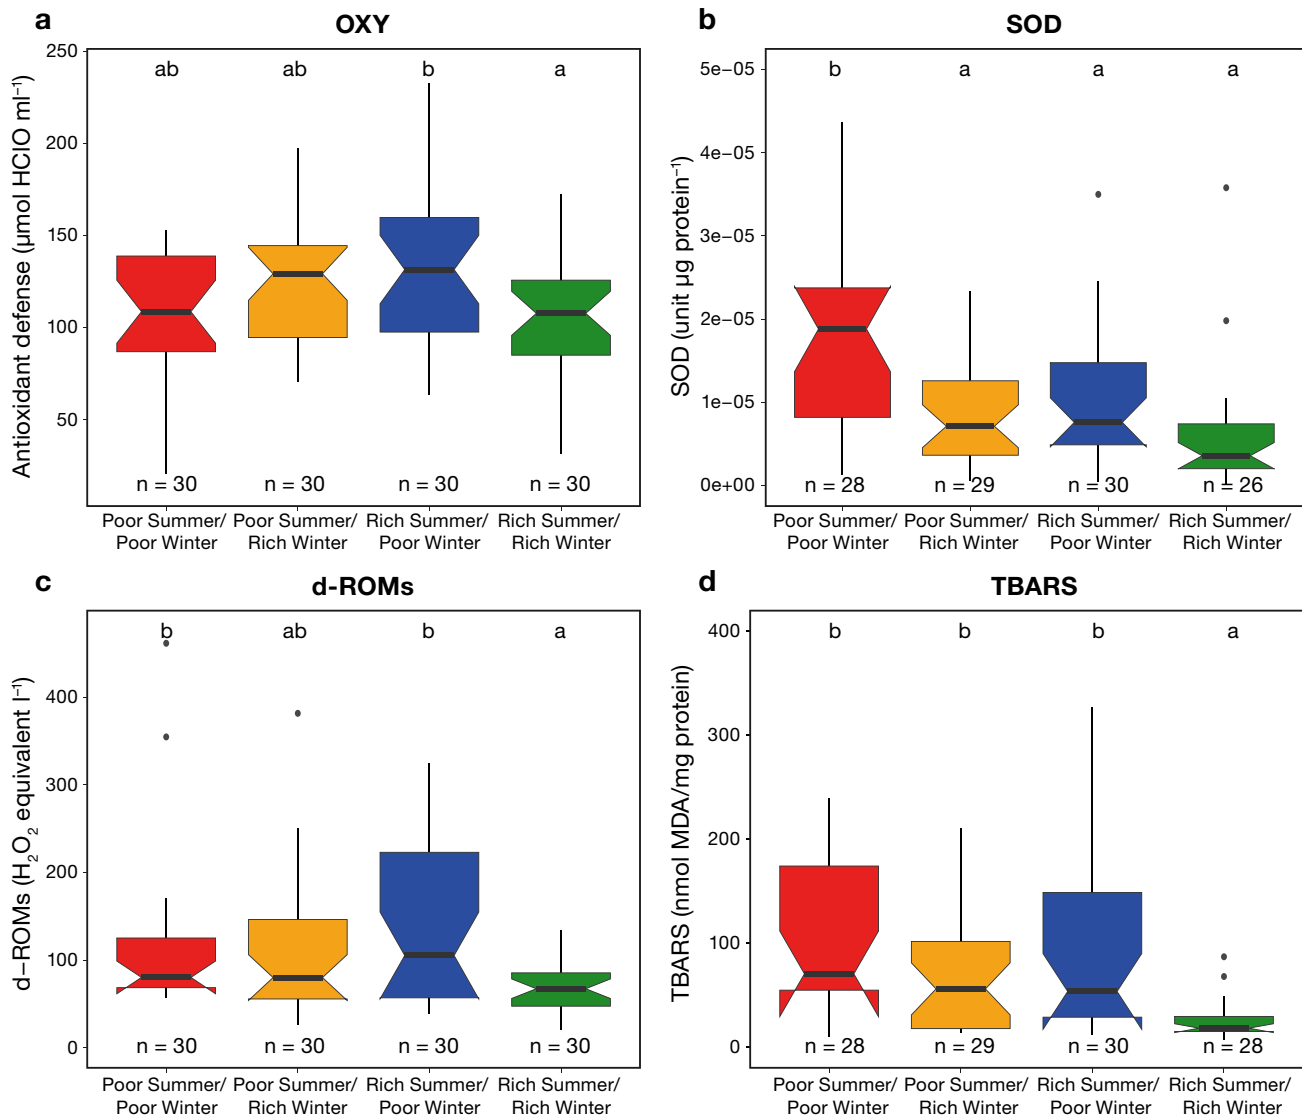 a
OXY
Antioxidant defense (µmol HClO ml⁻¹)
250
200
150
100
50
ab
ab
b
a
n = 30
n = 30
n = 30
n = 30
Poor Summer/
Poor Winter
Poor Summer/
Rich Winter
Rich Summer/
Poor Winter
Rich Summer/
Rich Winter
b
SOD
SOD (unit µg protein⁻¹)
5e−05
4e−05
3e−05
2e−05
1e−05
0e+00
b
a
a
a
n = 28
n = 29
n = 30
n = 26
Poor Summer/
Poor Winter
Poor Summer/
Rich Winter
Rich Summer/
Poor Winter
Rich Summer/
Rich Winter
c
d-ROMs
d−ROMs (H₂O₂ equivalent l⁻¹)
400
300
200
100
0
b
ab
b
a
n = 30
n = 30
n = 30
n = 30
Poor Summer/
Poor Winter
Poor Summer/
Rich Winter
Rich Summer/
Poor Winter
Rich Summer/
Rich Winter
d
TBARS
TBARS (nmol MDA/mg protein)
400
300
200
100
0
b
b
b
a
n = 28
n = 29
n = 30
n = 28
Poor Summer/
Poor Winter
Poor Summer/
Rich Winter
Rich Summer/
Poor Winter
Rich Summer/
Rich Winter